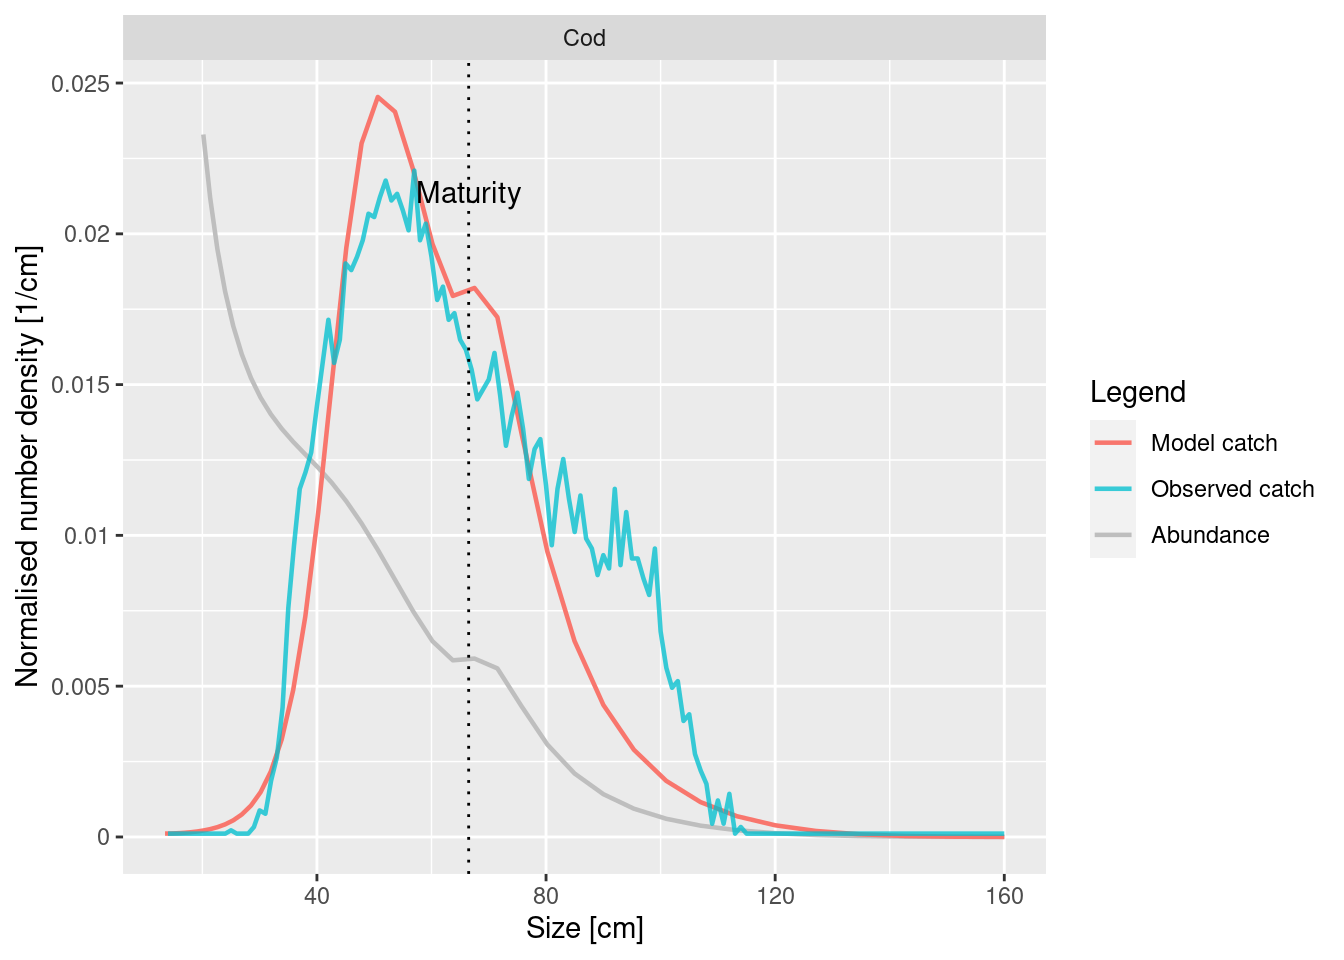 Cod
0.025
0.02
0.015
0.01
0.005
0
Normalised number density [1/cm]
Maturity
40
80
120
160
Size [cm]
Legend
Model catch
Observed catch
Abundance